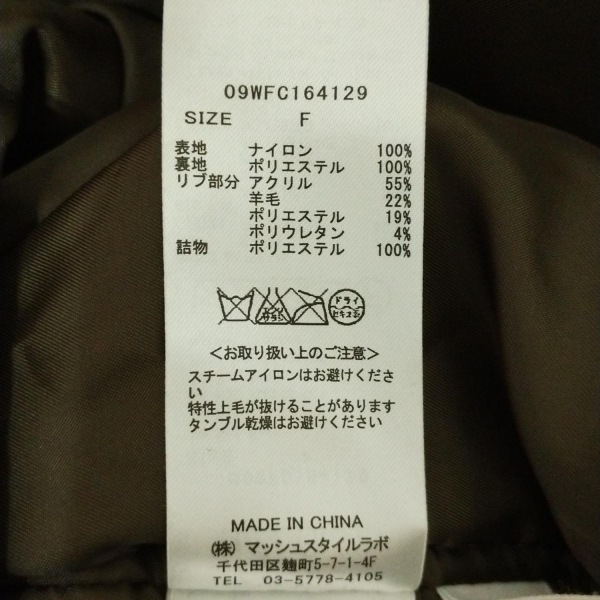 09WFC164129
SIZE F
表地 ナイロン 100%
裏地 ポリエステル 100%
リブ部分 アクリル 55%
羊毛 22%
ポリエステル 19%
ポリウレタン 4%
詰物 ポリエステル 100%
ドライ
<お取り扱い上のご注意>
スチームアイロンはお避けくださ
い
特性上毛が抜けることがあります
タンブル乾燥はお避けください
MADE IN CHINA
(株) マッシュスタイルラボ
千代田区麹町5-7-1-4F
TEL 03-5778-4105